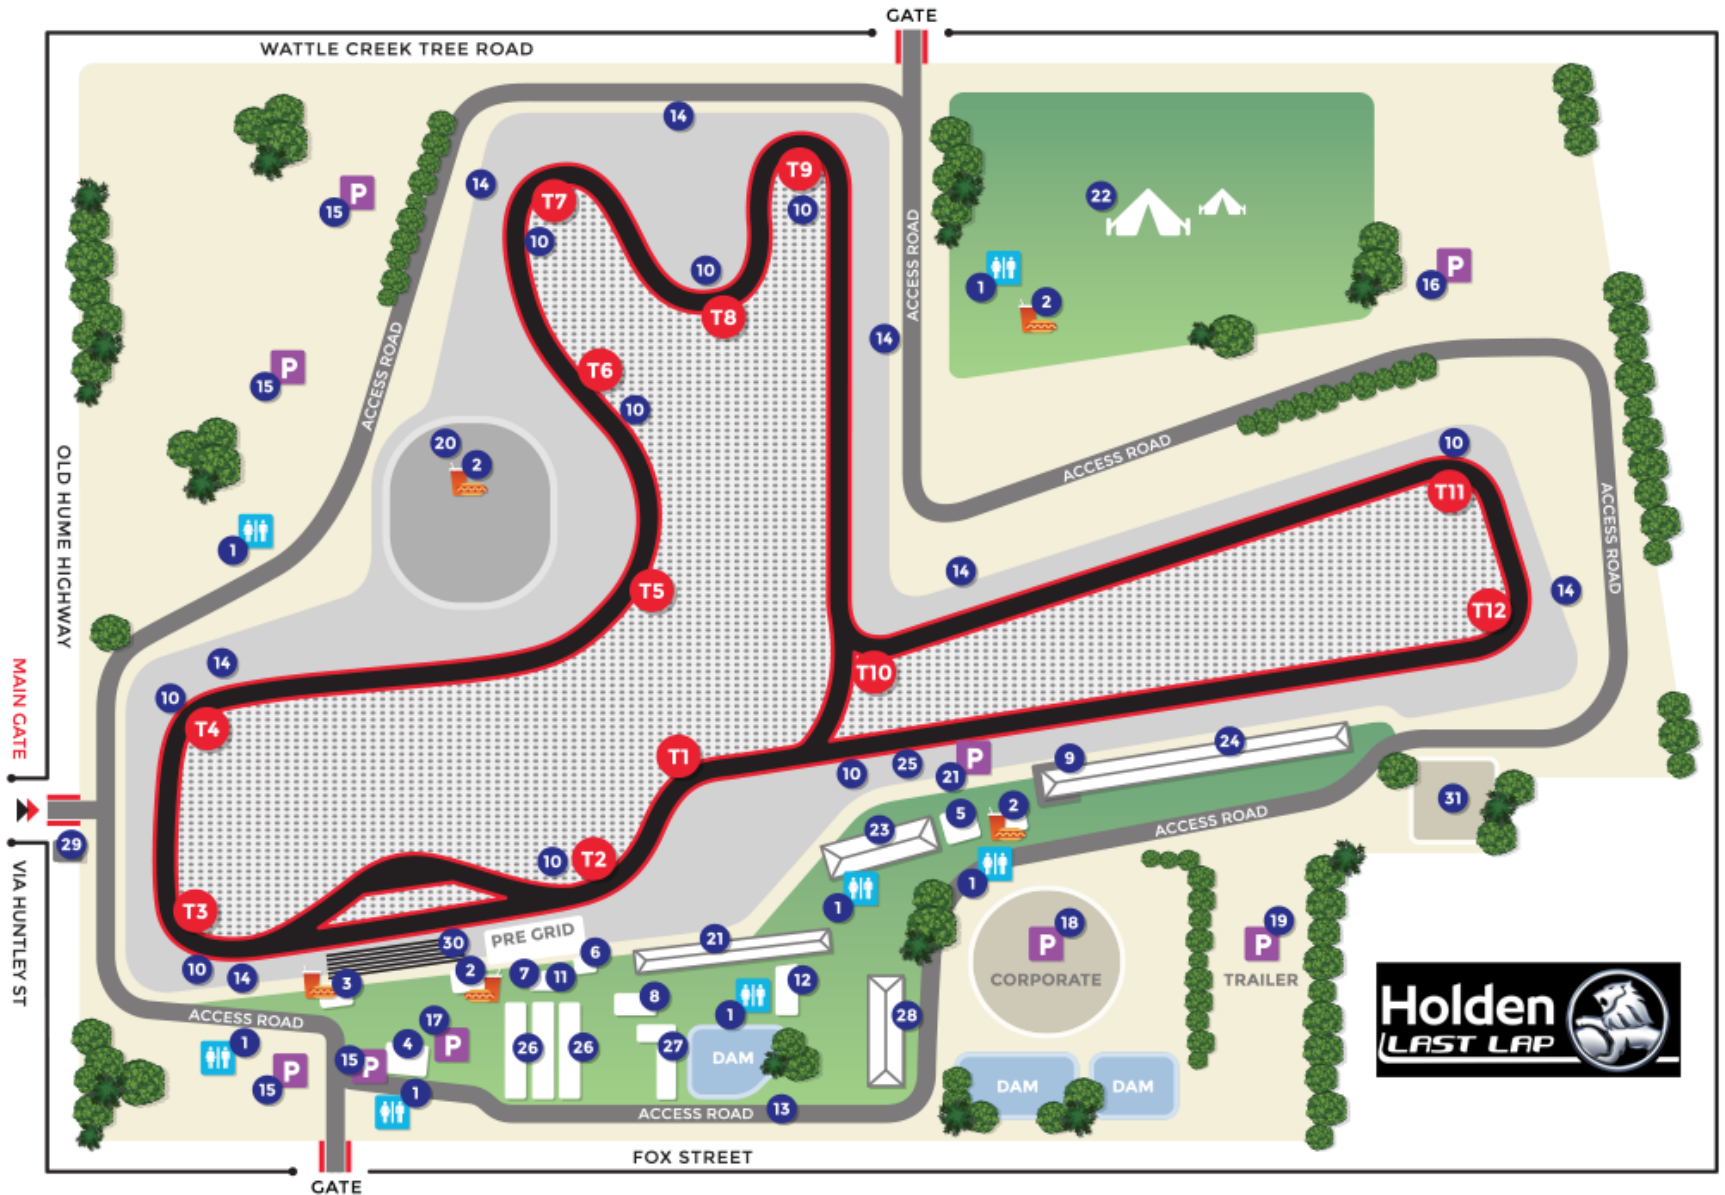 GATE
WATTLE CREEK TREE ROAD
14
T9
14
T7
22
P
15
10
10
ACCESS ROAD
10
1
2
P
16
T8
14
P
15
ACCESS ROAD
T6
10
20
2
10
ACCESS ROAD
T11
ACCESS ROAD
OLD HUME HIGHWAY
1
14
T5
14
T12
14
10
T10
MAIN GATE
T4
T1
P
9
24
10
25
21
31
29
2
5
23
ACCESS ROAD
10
T2
1
1
VIA HUNTLEY ST
T3
18
P
CORPORATE
19
P
TRAILER
PRE GRID
30
6
21
10
14
3
2
7
11
12
8
1
28
Holden
LAST LAP
ACCESS ROAD
17
P
4
1
15
P
15
P
26
26
27
DAM
DAM
DAM
1
ACCESS ROAD
13
FOX STREET
GATE